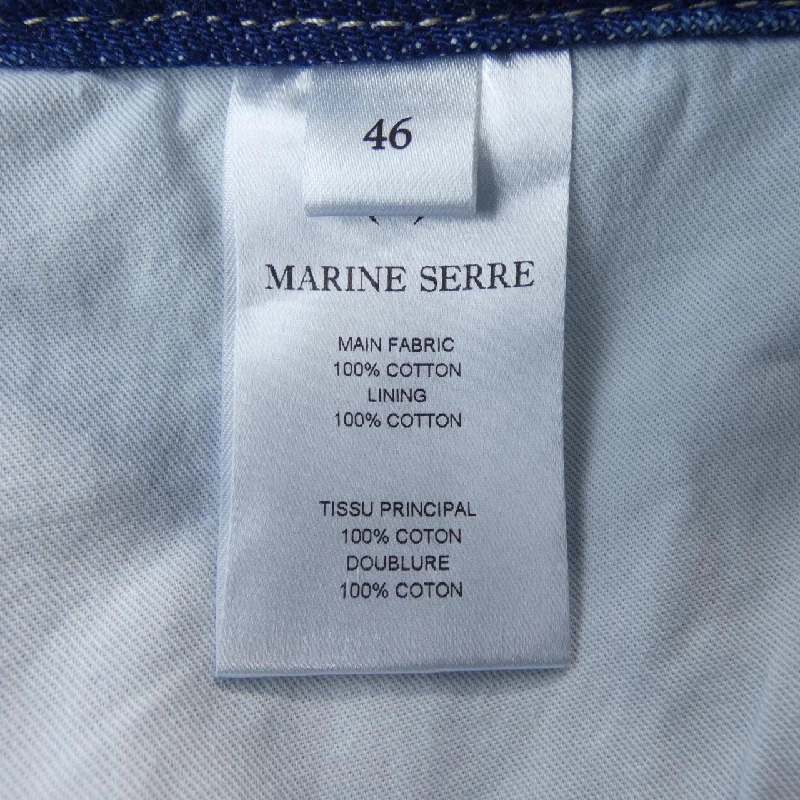 46
MARINE SERRE
MAIN FABRIC
100% COTTON
LINING
100% COTTON
TISSU PRINCIPAL
100% COTON
DOUBLURE
100% COTON